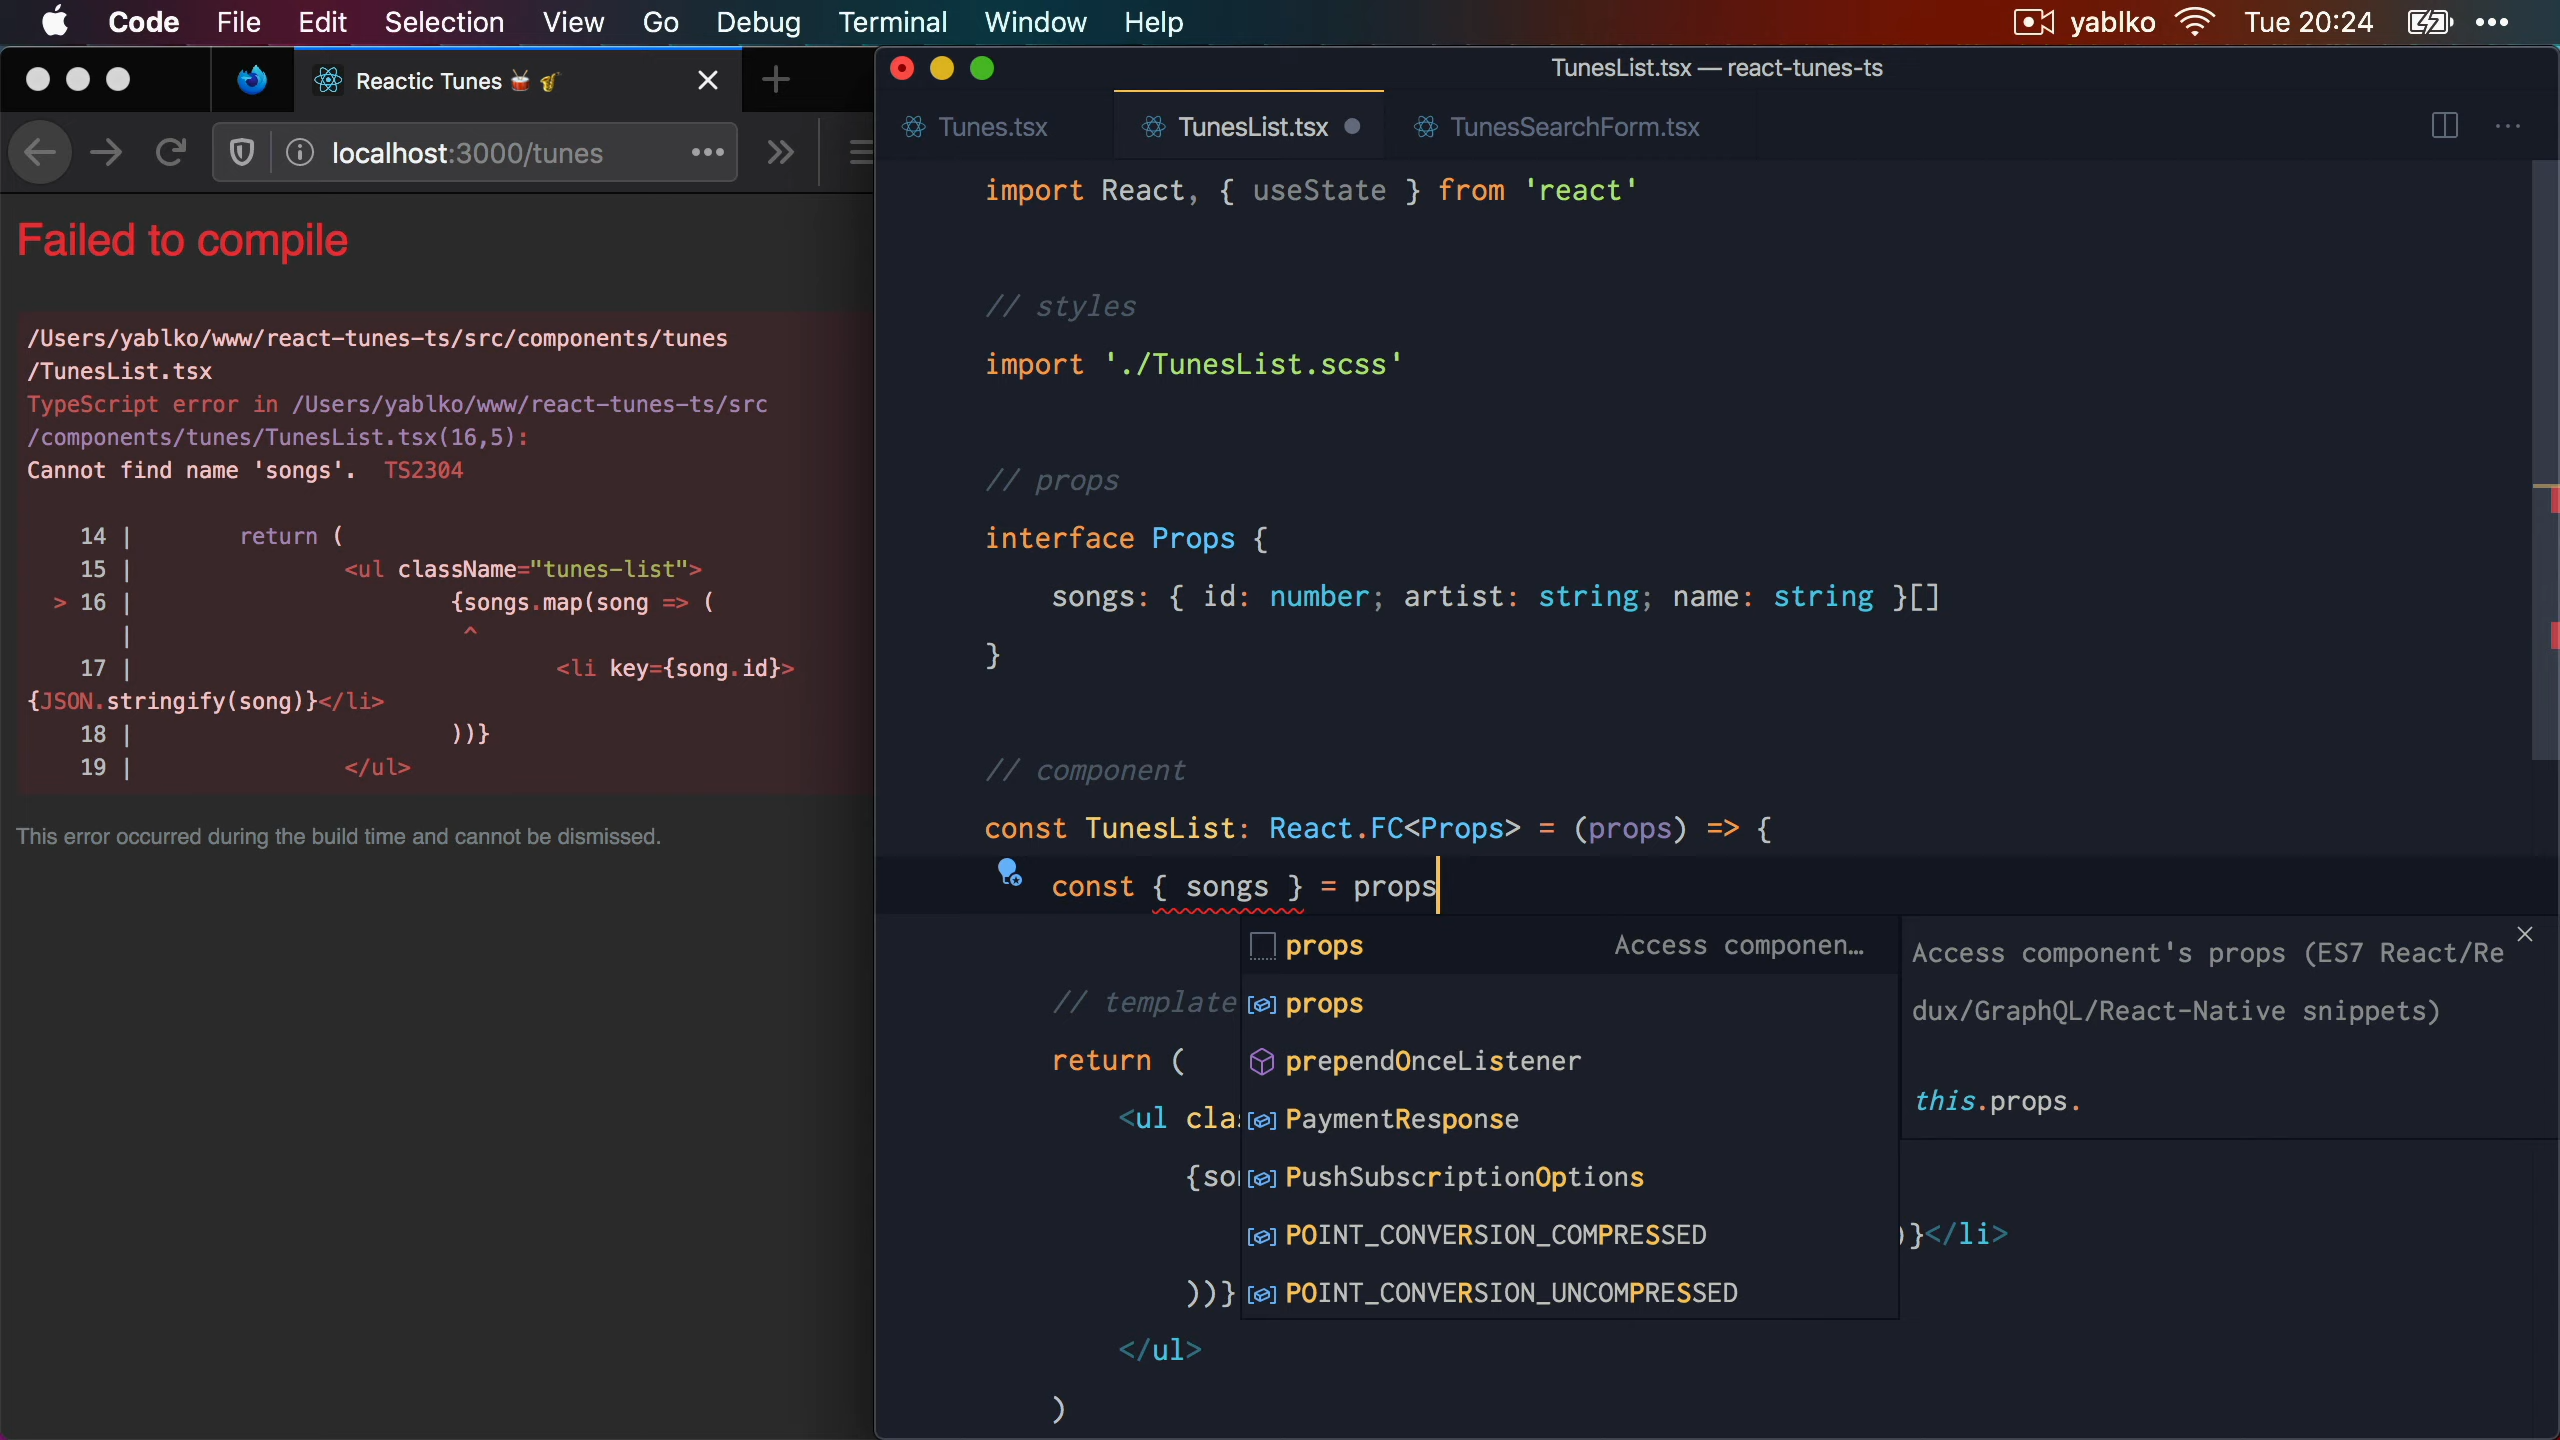 Code File Edit Selection View Go Debug Terminal Window Help yablko Tue 20:24
Reactic Tunes
localhost:3000/tunes
Failed to compile
/Users/yablko/www/react-tunes-ts/src/components/tunes
/TunesList.tsx
TypeScript error in /Users/yablko/www/react-tunes-ts/src
/components/tunes/TunesList.tsx(16,5):
Cannot find name 'songs'. TS2304
14 | return (
15 | <ul className="tunes-list">
> 16 | {songs.map(song => (
| ^
17 | <li key={song.id}>
{JSON.stringify(song)}</li>
18 | ))}
19 | </ul>
This error occurred during the build time and cannot be dismissed.
TunesList.tsx — react-tunes-ts
Tunes.tsx TunesList.tsx TunesSearchForm.tsx
import React, { useState } from 'react'
// styles
import './TunesList.scss'
// props
interface Props {
songs: { id: number; artist: string; name: string }[]
}
// component
const TunesList: React.FC<Props> = (props) => {
const { songs } = props
// template
return (
<ul cla
{so
)}</li>
))}
</ul>
)
props Access componen...
props
prependOnceListener
PaymentResponse
PushSubscriptionOptions
POINT_CONVERSION_COMPRESSED
POINT_CONVERSION_UNCOMPRESSED
Access component's props (ES7 React/Re
dux/GraphQL/React-Native snippets)
this.props.